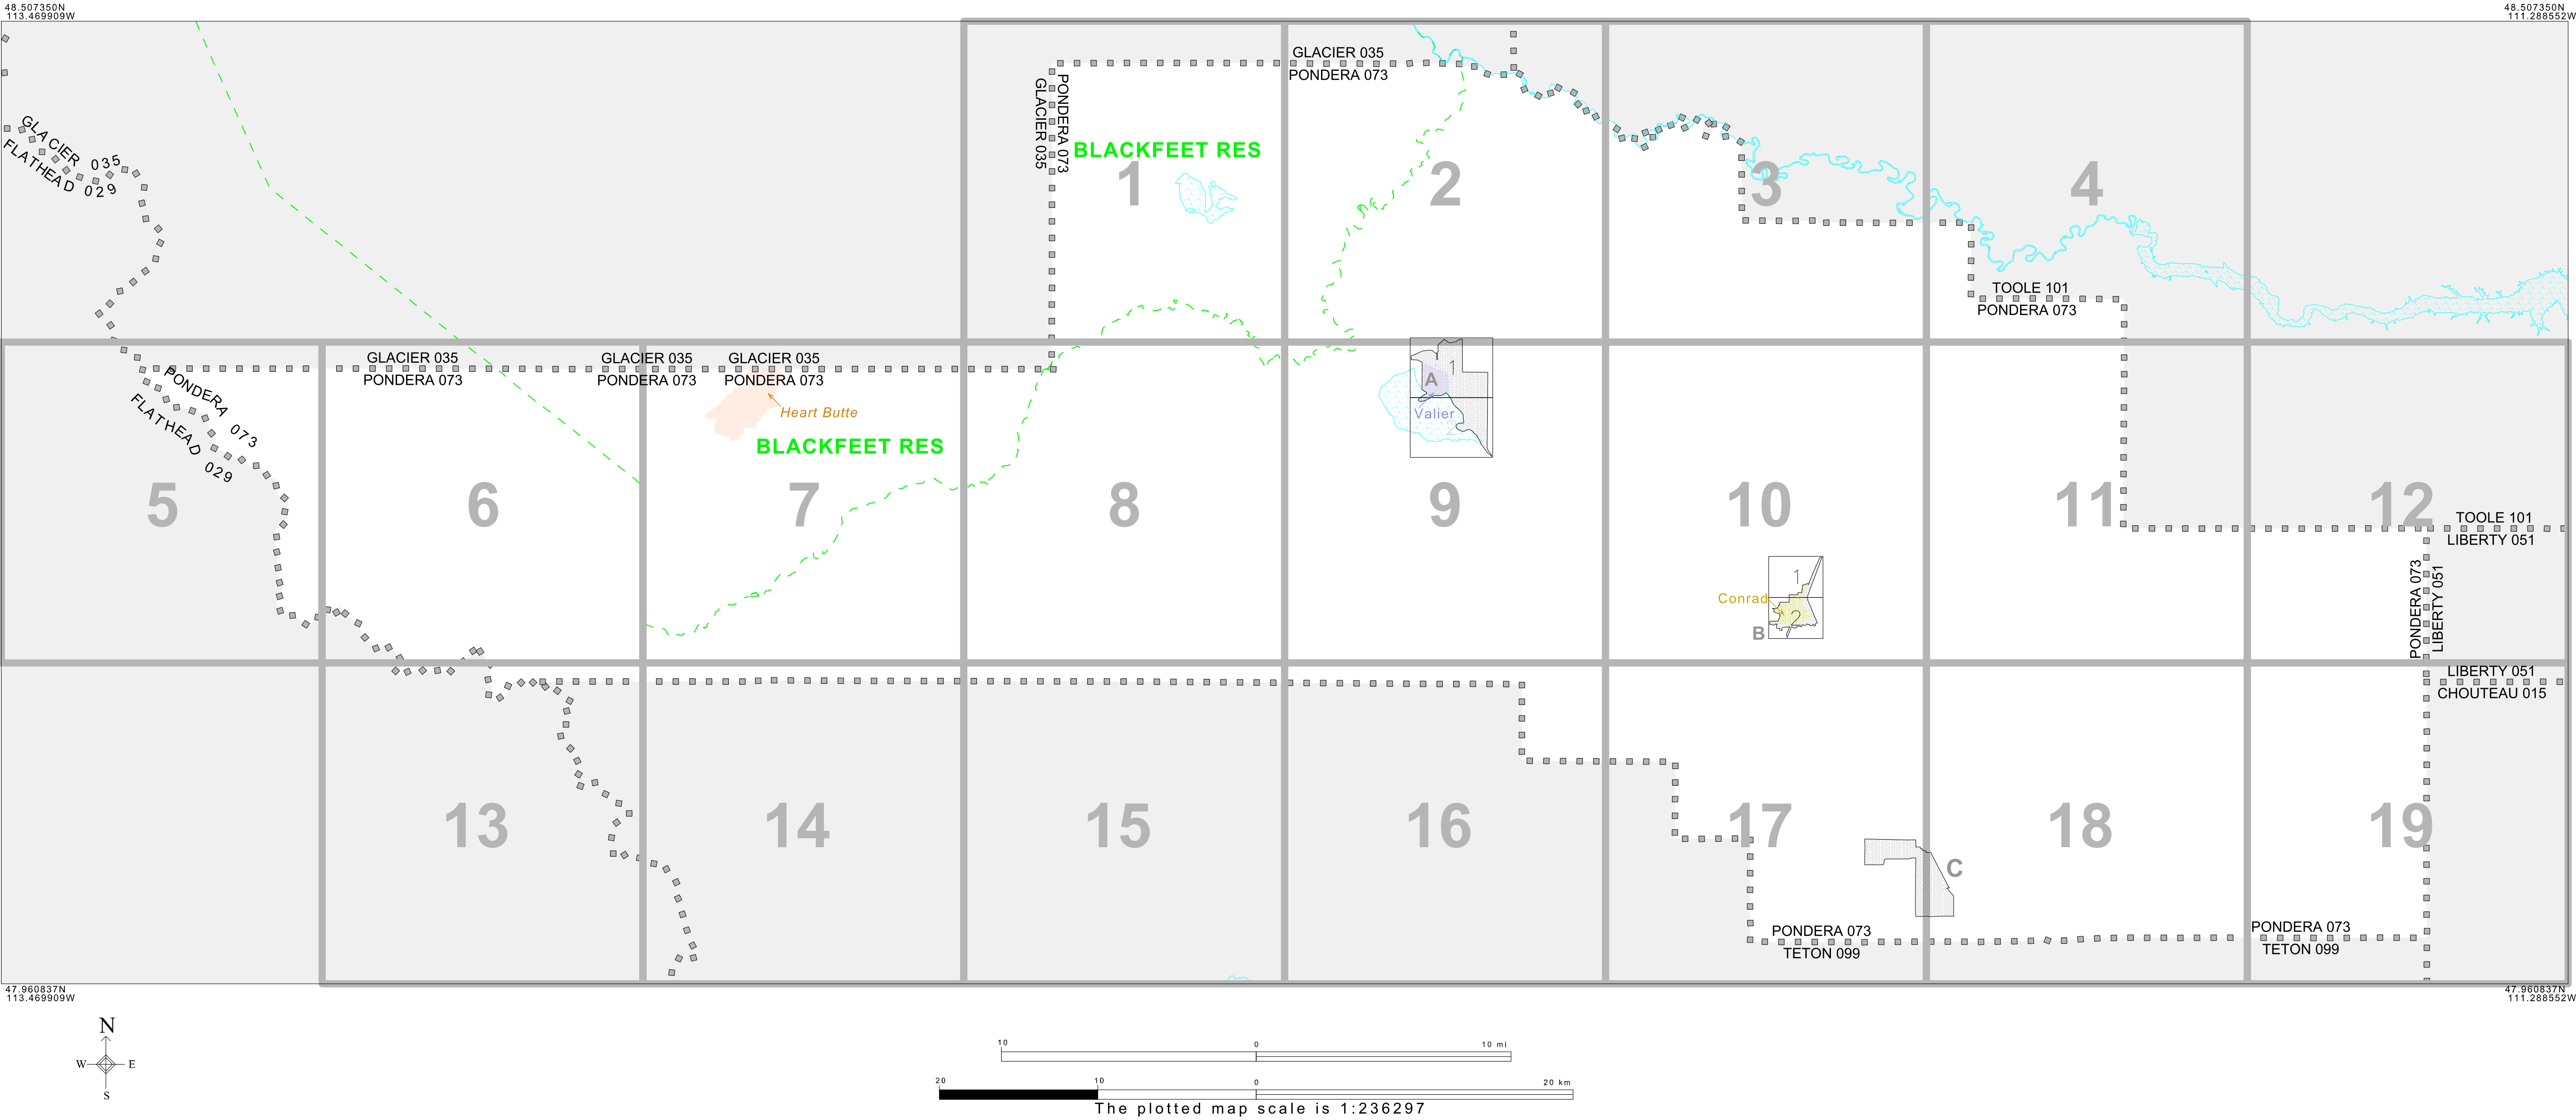 48.507350N
113.469909W
48.507350N
111.288552W
GLACIER 035
PONDERA 073
PONDERA 073
GLACIER 035
GLACIER 035
FLATHEAD 029
BLACKFEET RES
1
2
3
4
TOOLE 101
PONDERA 073
GLACIER 035
PONDERA 073
GLACIER 035
PONDERA 073
GLACIER 035
PONDERA 073
PONDERA 073
FLATHEAD 029
Heart Butte
BLACKFEET RES
1
A
Valier
2
5
6
7
8
9
10
11
12
TOOLE 101
LIBERTY 051
PONDERA 073
LIBERTY 051
1
Conrad
2
B
LIBERTY 051
CHOUTEAU 015
13
14
15
16
17
18
19
C
PONDERA 073
TETON 099
PONDERA 073
TETON 099
47.960837N
113.469909W
47.960837N
111.288552W
N
W E
S
10 0 10 mi
20 10 0 20 km
The plotted map scale is 1:236297